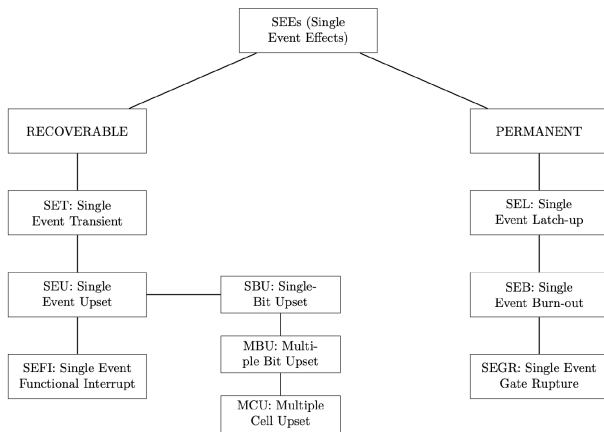 SEEs (Single
Event Effects)
RECOVERABLE
PERMANENT
SET: Single
Event Transient
SEL: Single
Event Latch-up
SEU: Single
Event Upset
SBU: Single-
Bit Upset
SEB: Single
Event Burn-out
MBU: Multi-
ple Bit Upset
SEFI: Single Event
Functional Interrupt
SEGR: Single Event
Gate Rupture
MCU: Multiple
Cell Upset